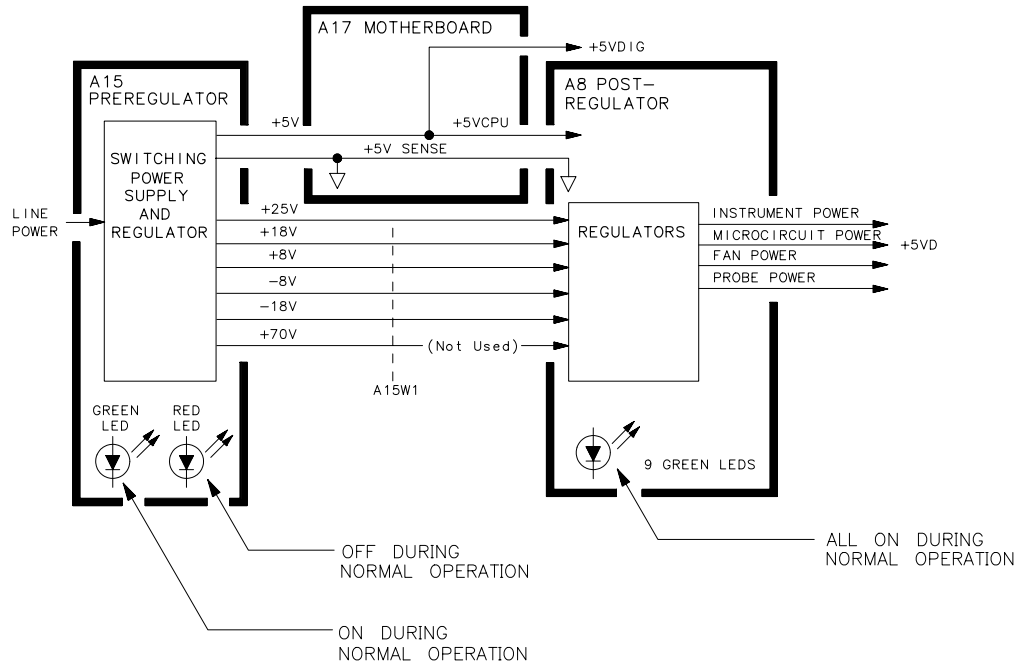 A17 MOTHERBOARD
+5VDIG
A15
PREREGULATOR
A8 POST-
REGULATOR
+5V
+5VCPU
+5V SENSE
SWITCHING
POWER
SUPPLY
AND
REGULATOR
LINE
POWER
+25V
+18V
+8V
-8V
-18V
+70V
(Not Used)
A15W1
REGULATORS
INSTRUMENT POWER
MICROCIRCUIT POWER
+5VD
FAN POWER
PROBE POWER
GREEN
LED
RED
LED
9 GREEN LEDS
OFF DURING
NORMAL OPERATION
ALL ON DURING
NORMAL OPERATION
ON DURING
NORMAL OPERATION